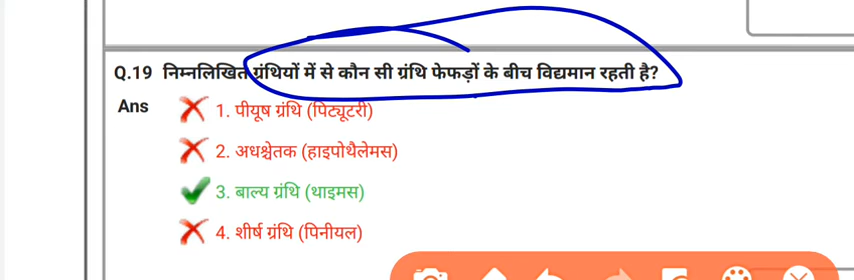 Q.19 निम्नलिखित ग्रंथियों में से कौन सी ग्रंथि फेफड़ों के बीच विद्यमान रहती है?
Ans 1. पीयूष ग्रंथि (पिट्यूटरी)
2. अधश्चेतक (हाइपोथैलेमस)
3. बाल्य ग्रंथि (थाइमस)
4. शीर्ष ग्रंथि (पिनीयल)